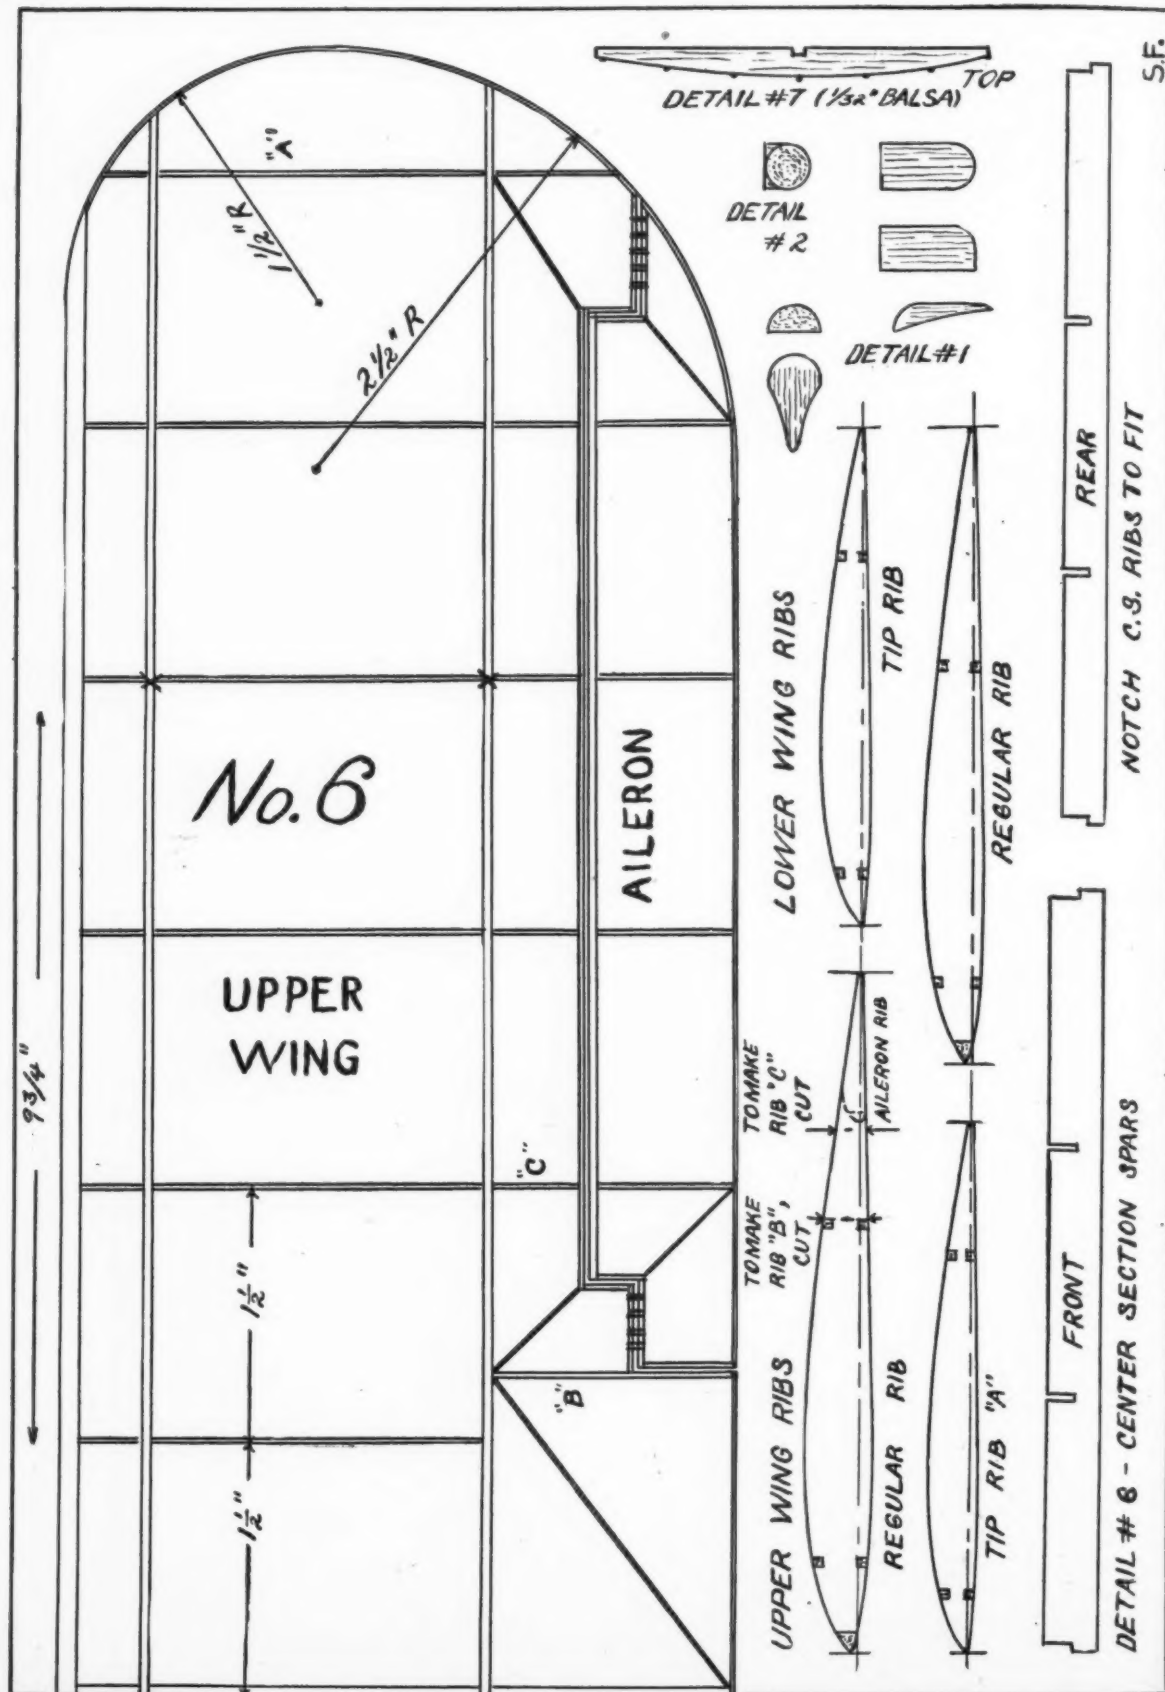 9 3/4"
"A"
1 1/2" R
2 1/2" R
No. 6
UPPER
WING
AILERON
"C"
1 1/2"
1 1/2"
"B"
TOP
DETAIL #7 (1/32" BALSA)
DETAIL
#2
DETAIL #1
LOWER WING RIBS
TIP RIB
REGULAR RIB
TO MAKE
RIB "C"
CUT
AILERON RIB
TO MAKE
RIB "B",
CUT
UPPER WING RIBS
REGULAR RIB
TIP RIB "A"
REAR
NOTCH C.S. RIBS TO FIT
FRONT
DETAIL # 6 - CENTER SECTION SPARS
S.F.